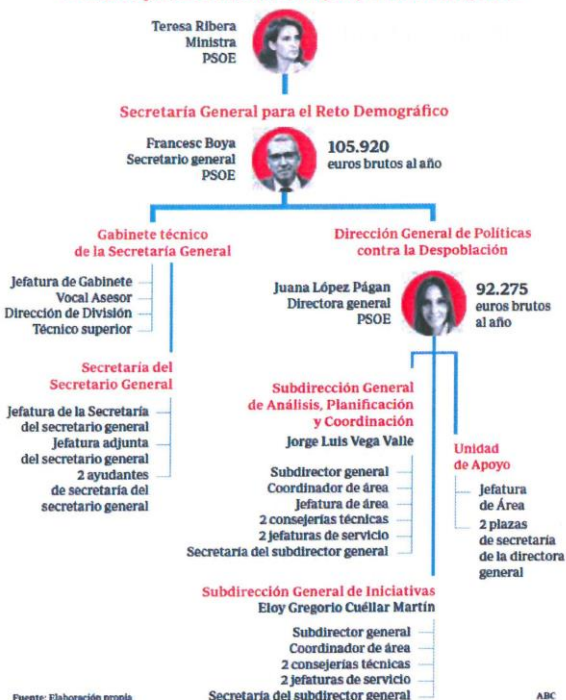 Teresa Ribera
Ministra
PSOE
Secretaría General para el Reto Demográfico
Francesc Boya
Secretario general
PSOE
105.920
euros brutos al año
Gabinete técnico
de la Secretaría General
Jefatura de Gabinete
Vocal Asesor
Dirección de División
Técnico superior
Secretaría del
Secretario General
Jefatura de la Secretaría
del secretario general
Jefatura adjunta
del secretario general
2 ayudantes
de secretaría del
secretario general
Dirección General de Políticas
contra la Despoblación
Juana López Págan
Directora general
PSOE
92.275
euros brutos
al año
Subdirección General
de Análisis, Planificación
y Coordinación
Jorge Luis Vega Valle
Subdirector general
Coordinador de área
Jefatura de área
2 consejerías técnicas
2 jefaturas de servicio
Secretaría del subdirector general
Unidad
de Apoyo
Jefatura
de Área
2 plazas
de secretaría
de la directora
general
Subdirección General de Iniciativas
Eloy Gregorio Cuéllar Martín
Subdirector general
Coordinador de área
2 consejerías técnicas
2 jefaturas de servicio
Secretaría del subdirector general
Fuente: Elaboración propia
ABC